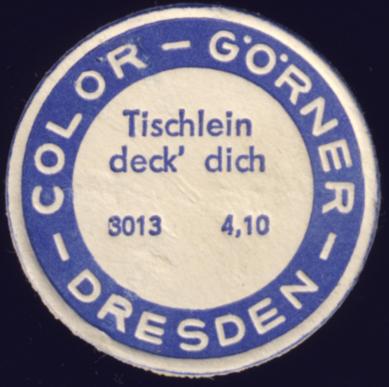 COLOR – GÖRNER – DRESDEN –
Tischlein
deck' dich
3013 4,10